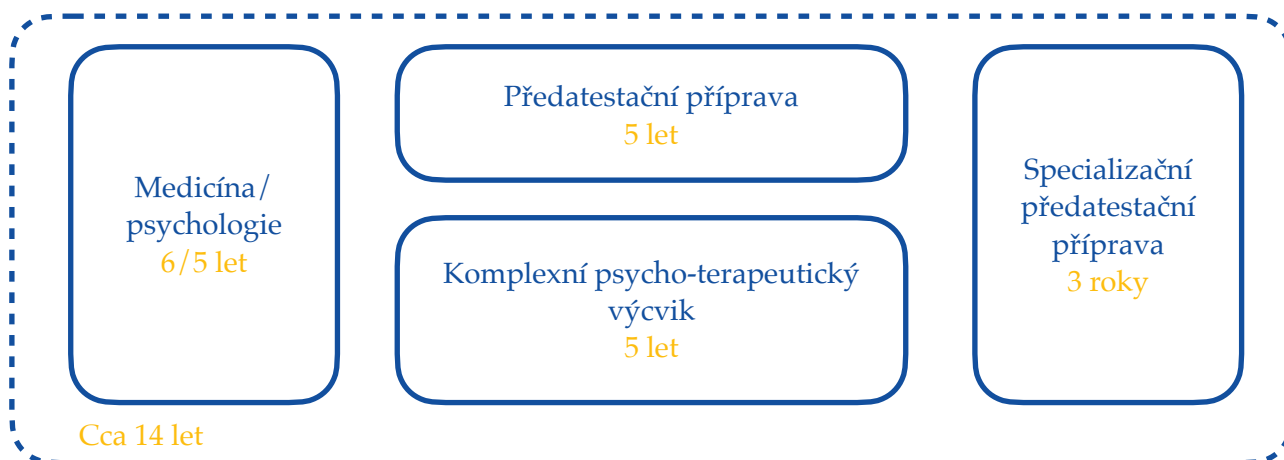 Medicína/
psychologie
6/5 let
Předatestační příprava
5 let
Komplexní psycho-terapeutický
výcvik
5 let
Specializační
předatestační
příprava
3 roky
Cca 14 let